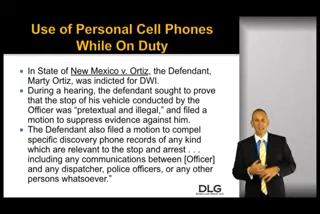 Use of Personal Cell Phones
While On Duty
• In State of New Mexico v. Ortiz, the Defendant,
Marty Ortiz, was indicted for DWI.
• During a hearing, the defendant sought to prove
that the stop of his vehicle conducted by the
Officer was “pretextual and illegal,” and filed a
motion to suppress evidence against him.
• The Defendant also filed a motion to compel
specific discovery phone records of any kind
which are relevant to the stop and arrest . . .
including any communications between [Officer]
and any dispatcher, police officers, or any other
persons whatsoever.”
DLG